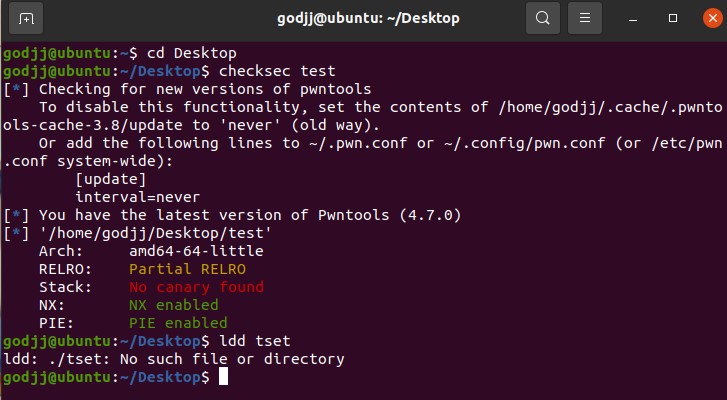 godjj@ubuntu: ~/Desktop
godjj@ubuntu:~$ cd Desktop
godjj@ubuntu:~/Desktop$ checksec test
[*] Checking for new versions of pwntools
    To disable this functionality, set the contents of /home/godjj/.cache/.pwnto
ols-cache-3.8/update to 'never' (old way).
    Or add the following lines to ~/.pwn.conf or ~/.config/pwn.conf (or /etc/pwn
.conf system-wide):
        [update]
        interval=never
[*] You have the latest version of Pwntools (4.7.0)
[*] '/home/godjj/Desktop/test'
    Arch:     amd64-64-little
    RELRO:    Partial RELRO
    Stack:    No canary found
    NX:       NX enabled
    PIE:      PIE enabled
godjj@ubuntu:~/Desktop$ ldd tset
ldd: ./tset: No such file or directory
godjj@ubuntu:~/Desktop$